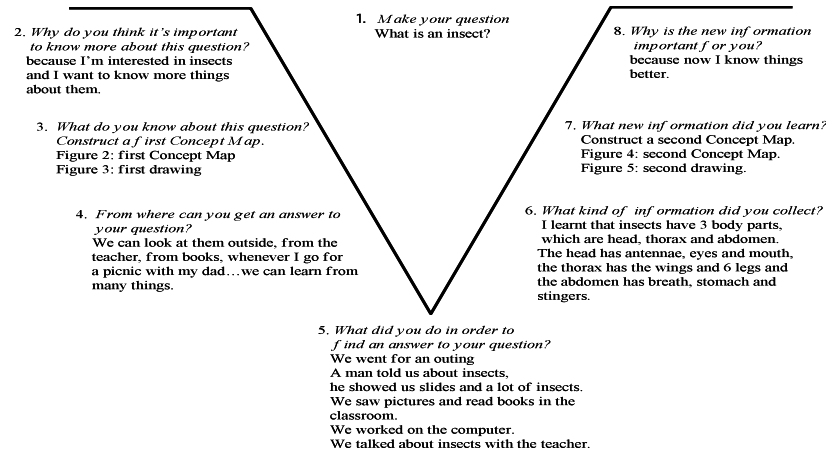 1. Make your question
What is an insect?
2. Why do you think it's important
to know more about this question?
because I'm interested in insects
and I want to know more things
about them.
3. What do you know about this question?
Construct a first Concept Map.
Figure 2: first Concept Map
Figure 3: first drawing
4. From where can you get an answer to
your question?
We can look at them outside, from the
teacher, from books, whenever I go for
a picnic with my dad…we can learn from
many things.
5. What did you do in order to
find an answer to your question?
We went for an outing
A man told us about insects,
he showed us slides and a lot of insects.
We saw pictures and read books in the
classroom.
We worked on the computer.
We talked about insects with the teacher.
6. What kind of information did you collect?
I learnt that insects have 3 body parts,
which are head, thorax and abdomen.
The head has antennae, eyes and mouth,
the thorax has the wings and 6 legs and
the abdomen has breath, stomach and
stingers.
7. What new information did you learn?
Construct a second Concept Map.
Figure 4: second Concept Map.
Figure 5: second drawing.
8. Why is the new information
important for you?
because now I know things
better.